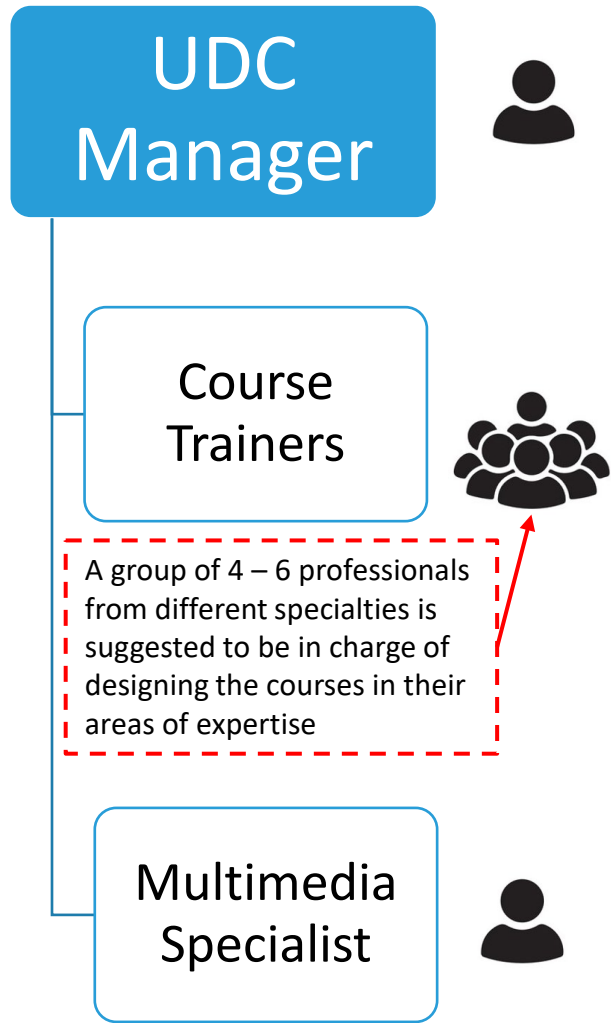 UDC
Manager
Course
Trainers
A group of 4 – 6 professionals
from different specialties is
suggested to be in charge of
designing the courses in their
areas of expertise
Multimedia
Specialist